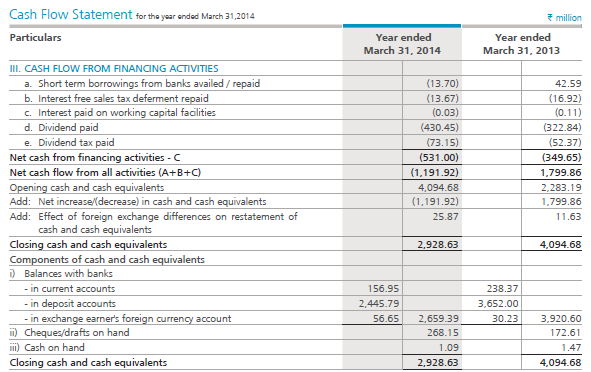 Cash Flow Statement for the year ended March 31,2014 ₹ million
Particulars Year ended March 31, 2014 Year ended March 31, 2013
III. CASH FLOW FROM FINANCING ACTIVITIES
a. Short term borrowings from banks availed / repaid (13.70) 42.59
b. Interest free sales tax deferment repaid (13.67) (16.92)
c. Interest paid on working capital facilities (0.03) (0.11)
d. Dividend paid (430.45) (322.84)
e. Dividend tax paid (73.15) (52.37)
Net cash from financing activities - C (531.00) (349.65)
Net cash flow from all activities (A+B+C) (1,191.92) 1,799.86
Opening cash and cash equivalents 4,094.68 2,283.19
Add: Net increase/(decrease) in cash and cash equivalents (1,191.92) 1,799.86
Add: Effect of foreign exchange differences on restatement of 25.87 11.63
cash and cash equivalents
Closing cash and cash equivalents 2,928.63 4,094.68
Components of cash and cash equivalents
i) Balances with banks
- in current accounts 156.95 238.37
- in deposit accounts 2,445.79 3,652.00
- in exchange earner's foreign currency account 56.65 2,659.39 30.23 3,920.60
ii) Cheques/drafts on hand 268.15 172.61
iii) Cash on hand 1.09 1.47
Closing cash and cash equivalents 2,928.63 4,094.68